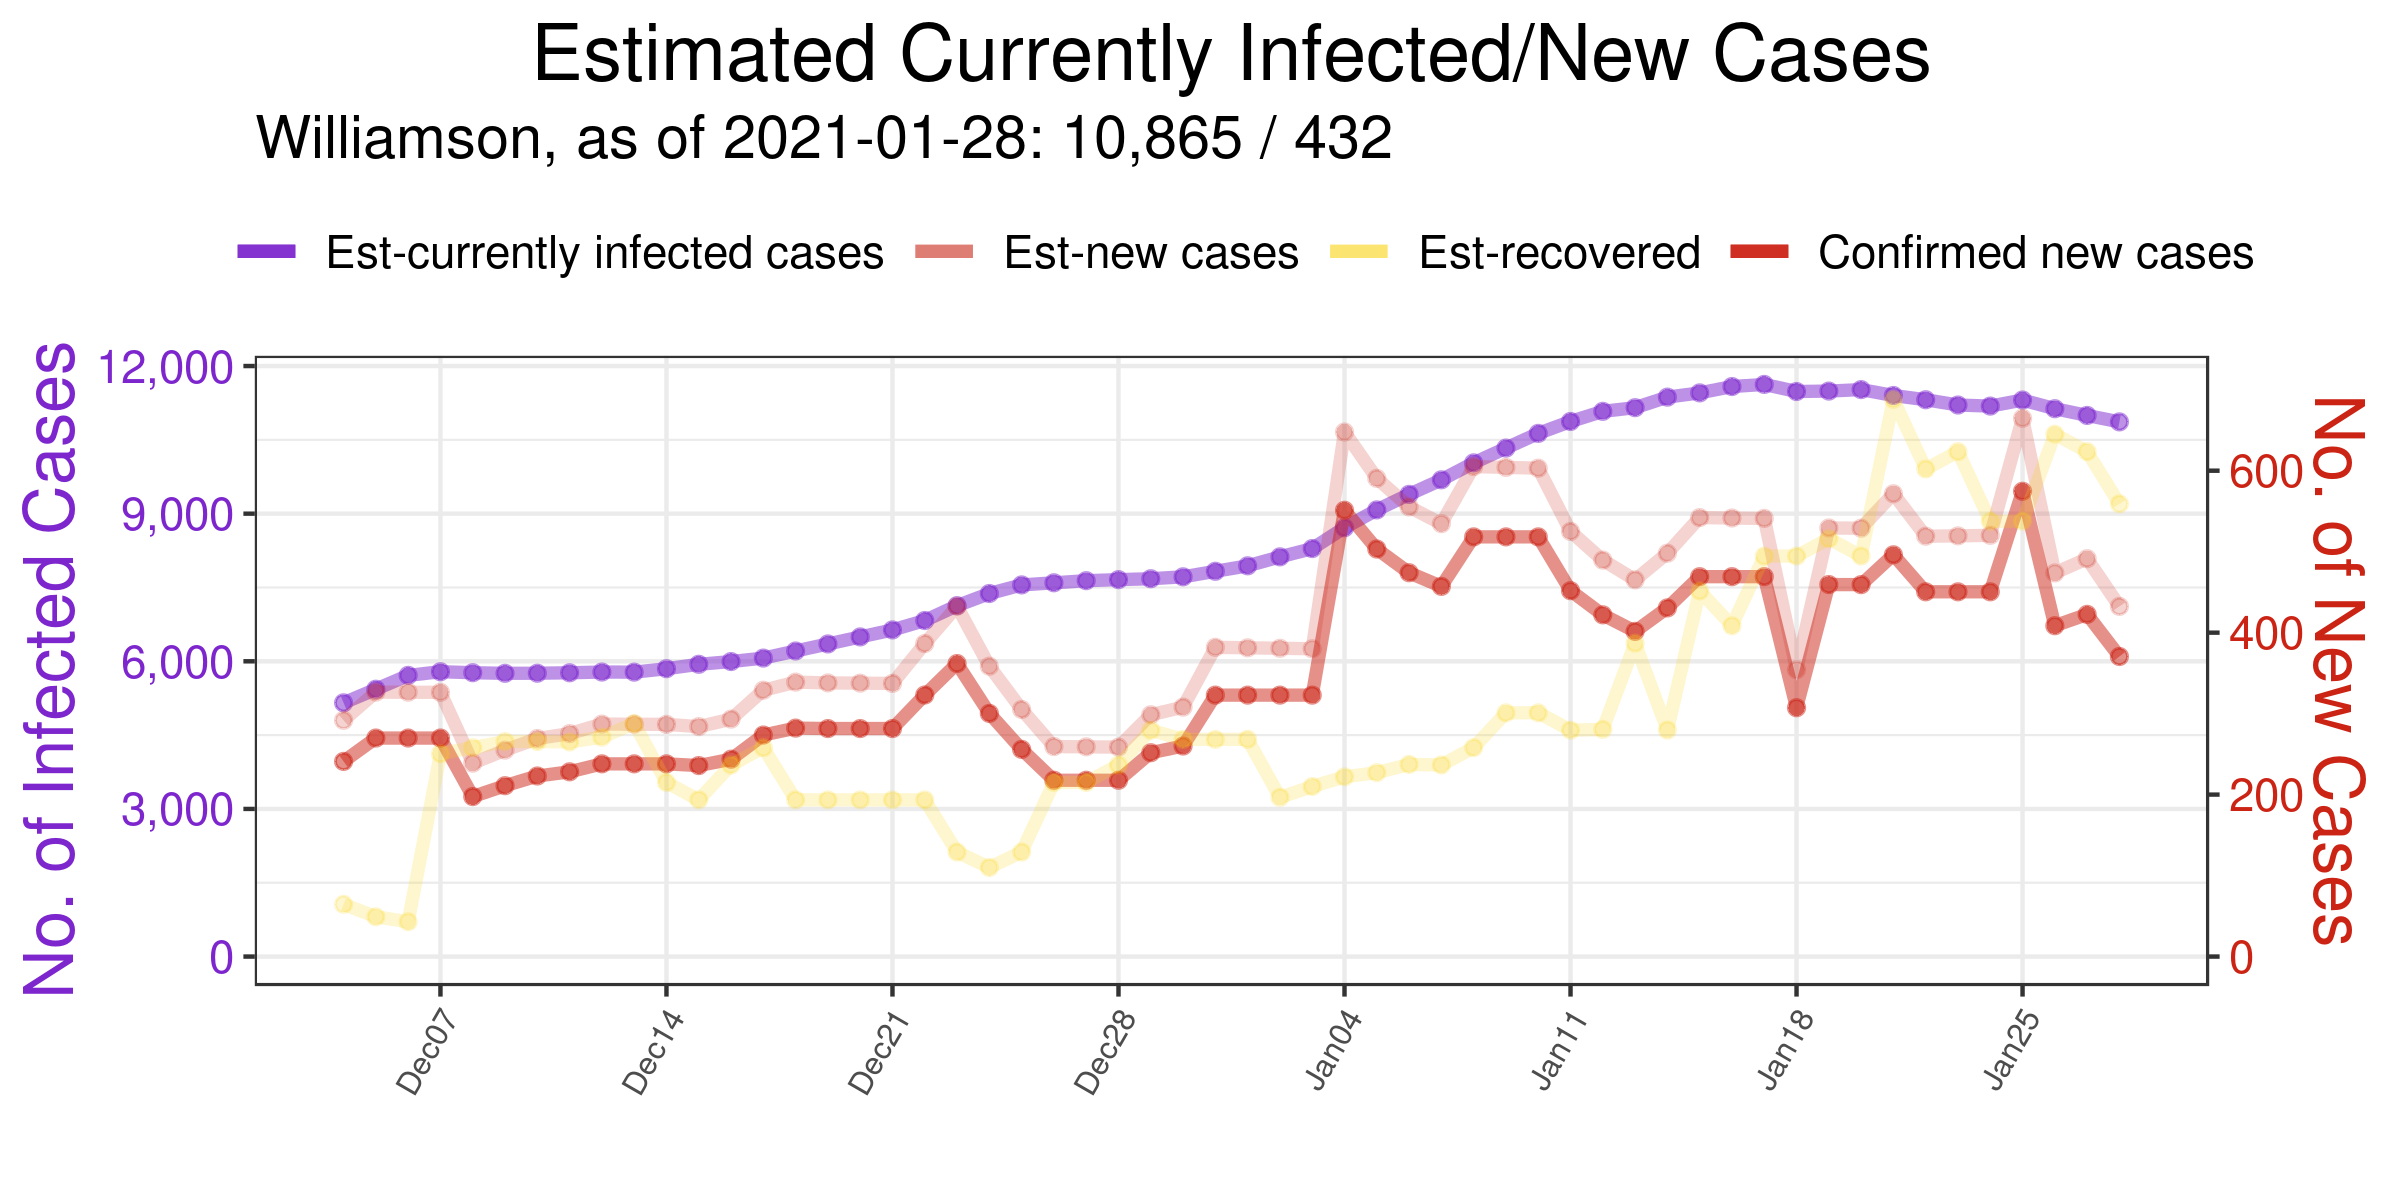 Estimated Currently Infected/New Cases
Williamson, as of 2021-01-28: 10,865 / 432
Est-currently infected cases Est-new cases Est-recovered Confirmed new cases
No. of Infected Cases
12,000
9,000
6,000
3,000
0
600
400
200
0
No. of New Cases
Dec07 Dec14 Dec21 Dec28 Jan04 Jan11 Jan18 Jan25